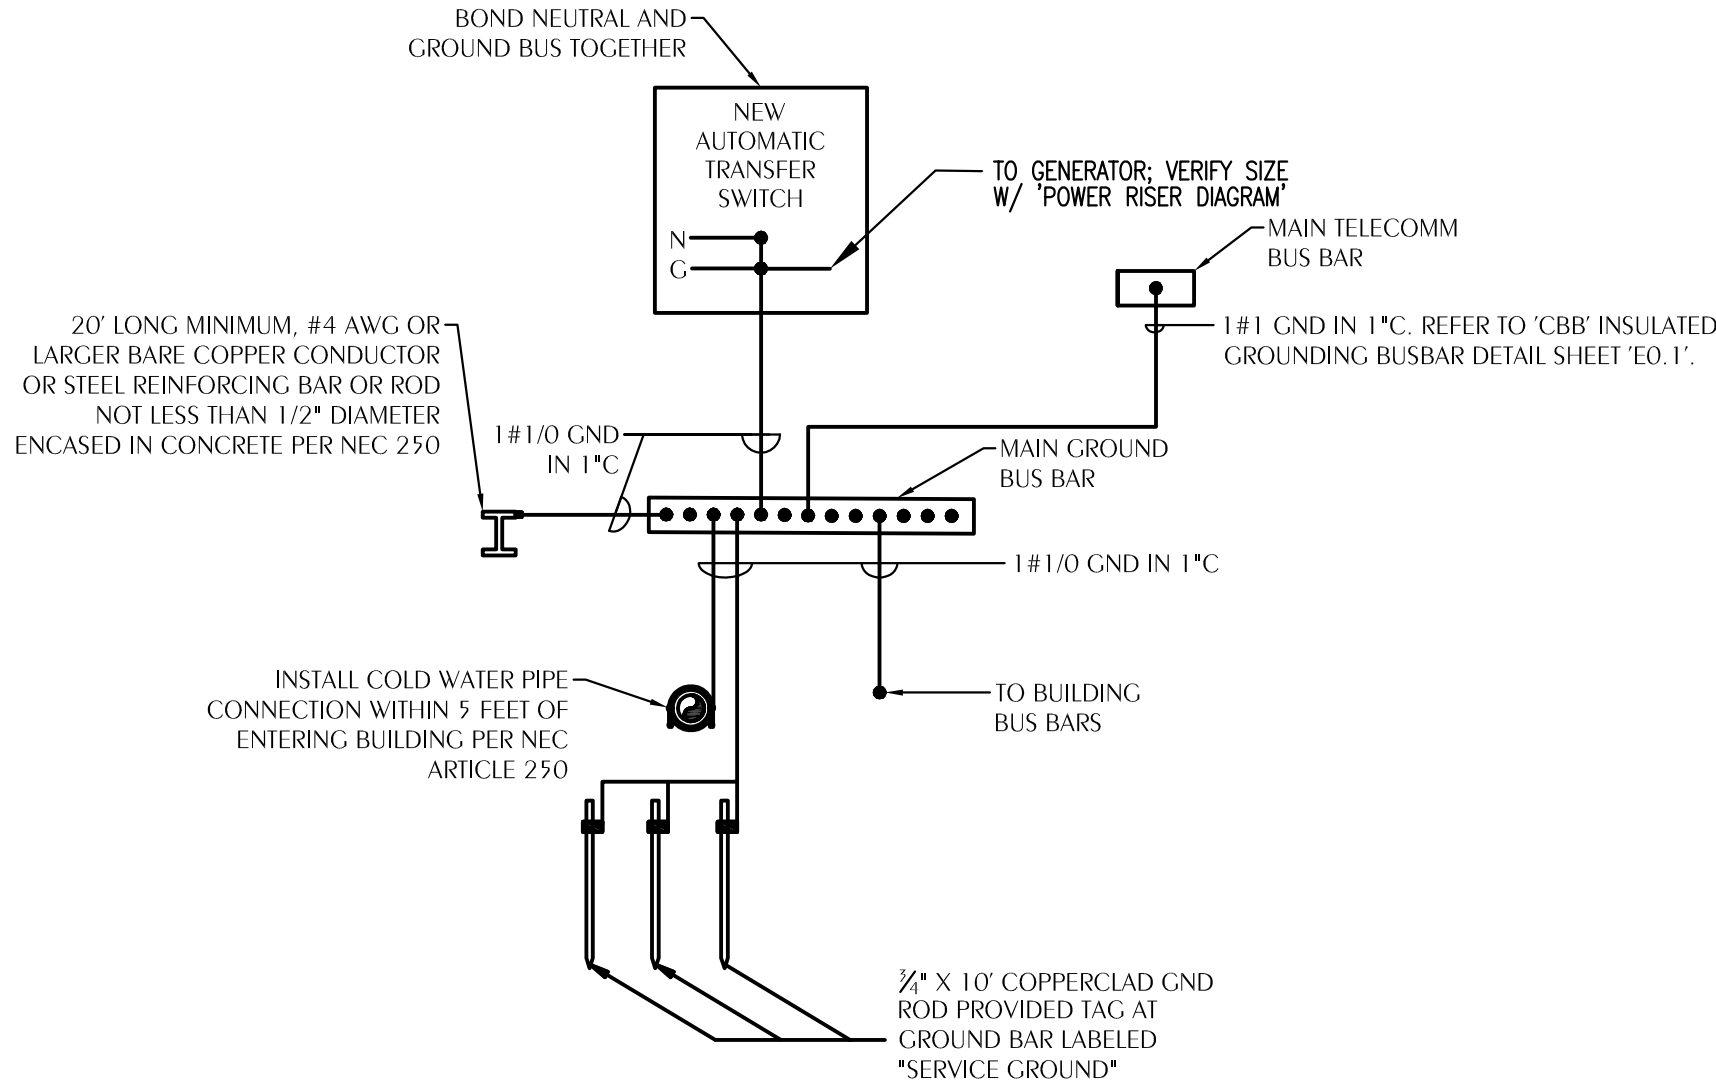 BOND NEUTRAL AND
GROUND BUS TOGETHER
NEW
AUTOMATIC
TRANSFER
SWITCH
N
G
TO GENERATOR; VERIFY SIZE
W/ 'POWER RISER DIAGRAM'
MAIN TELECOMM
BUS BAR
1#1 GND IN 1"C. REFER TO 'CBB' INSULATED
GROUNDING BUSBAR DETAIL SHEET 'E0.1'.
20' LONG MINIMUM, #4 AWG OR
LARGER BARE COPPER CONDUCTOR
OR STEEL REINFORCING BAR OR ROD
NOT LESS THAN 1/2" DIAMETER
ENCASED IN CONCRETE PER NEC 250
1#1/0 GND
IN 1"C
MAIN GROUND
BUS BAR
1#1/0 GND IN 1"C
INSTALL COLD WATER PIPE
CONNECTION WITHIN 5 FEET OF
ENTERING BUILDING PER NEC
ARTICLE 250
TO BUILDING
BUS BARS
3/4" X 10' COPPERCLAD GND
ROD PROVIDED TAG AT
GROUND BAR LABELED
"SERVICE GROUND"